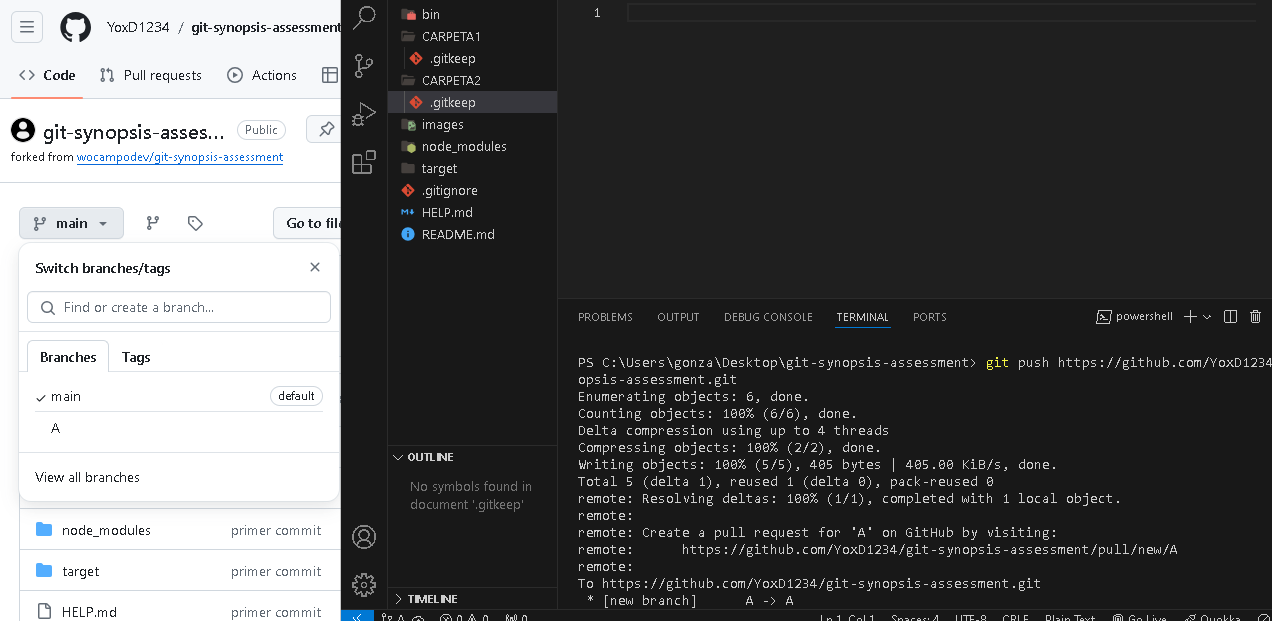 YoxD1234 / git-synopsis-assessment
Code
Pull requests
Actions
git-synopsis-asses...
Public
forked from wocampodev/git-synopsis-assessment
main
Go to file
Switch branches/tags
Find or create a branch...
Branches
Tags
main
default
A
View all branches
node_modules
primer commit
target
primer commit
HELP.md
primer commit
bin
CARPETA1
.gitkeep
CARPETA2
.gitkeep
images
node_modules
target
.gitignore
HELP.md
README.md
OUTLINE
No symbols found in
document '.gitkeep'
TIMELINE
1
PROBLEMS
OUTPUT
DEBUG CONSOLE
TERMINAL
PORTS
powershell
PS C:\Users\gonza\Desktop\git-synopsis-assessment> git push https://github.com/YoxD1234
opsis-assessment.git
Enumerating objects: 6, done.
Counting objects: 100% (6/6), done.
Delta compression using up to 4 threads
Compressing objects: 100% (2/2), done.
Writing objects: 100% (5/5), 405 bytes | 405.00 KiB/s, done.
Total 5 (delta 1), reused 1 (delta 0), pack-reused 0
remote: Resolving deltas: 100% (1/1), completed with 1 local object.
remote:
remote: Create a pull request for 'A' on GitHub by visiting:
remote:      https://github.com/YoxD1234/git-synopsis-assessment/pull/new/A
remote:
To https://github.com/YoxD1234/git-synopsis-assessment.git
 * [new branch]      A -> A
A
0
0
0
Ln 1, Col 1
Spaces: 4
UTF-8
CRLF
Plain Text
Go Live
Quokka